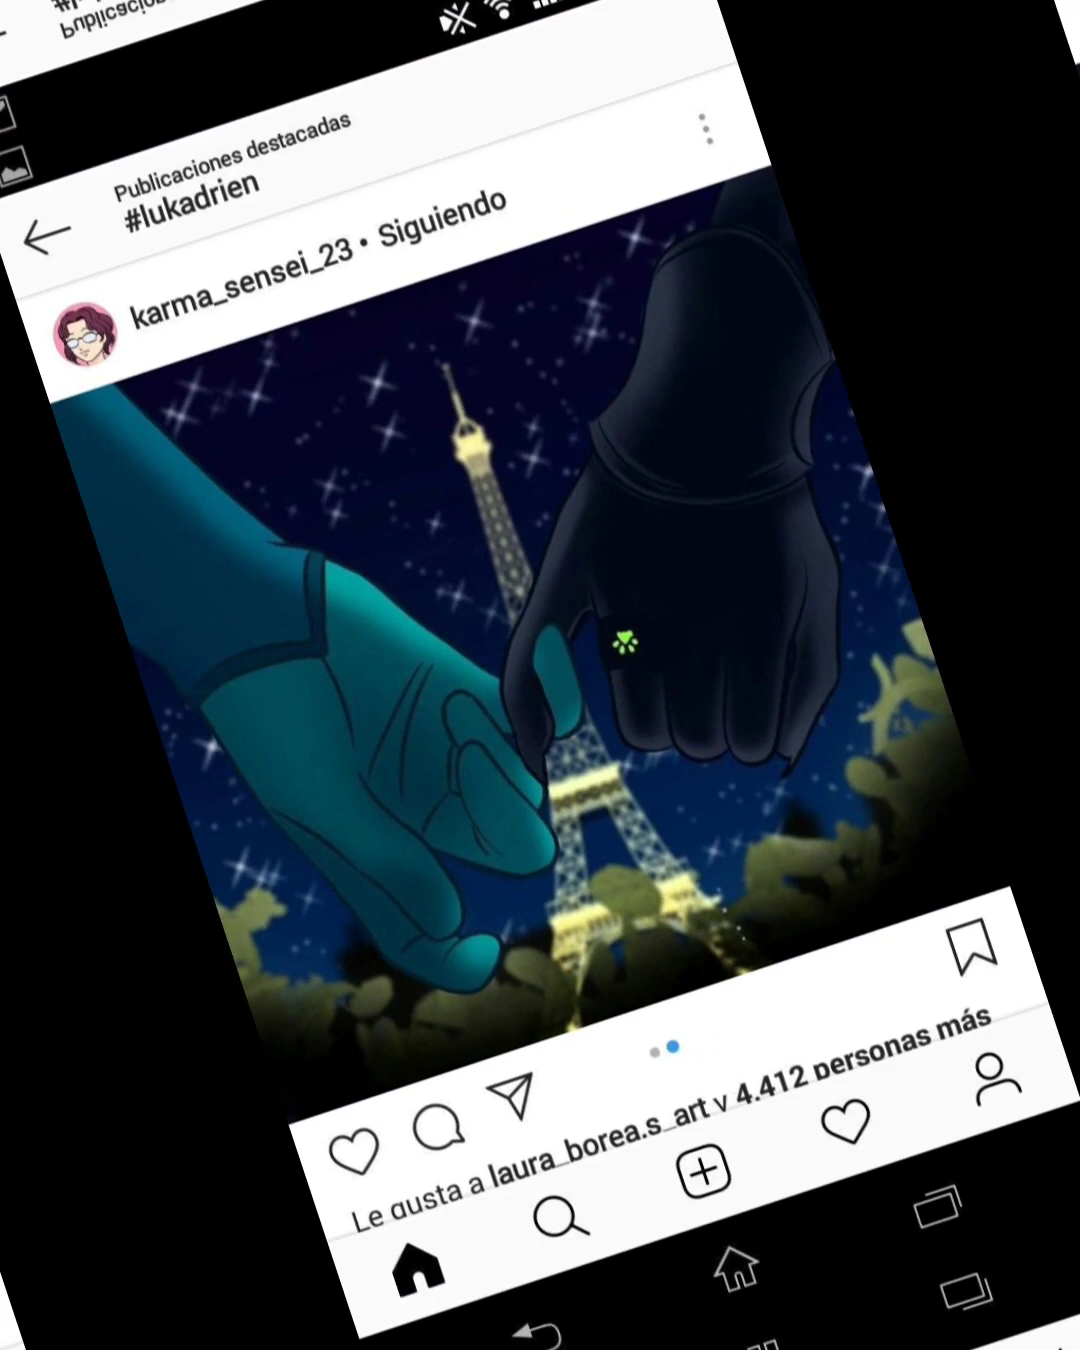 Publicaciones destacadas
#lukadrien
karma_sensei_23 • Siguiendo
Le gusta a laura_borea.s_art y 4.412 personas más